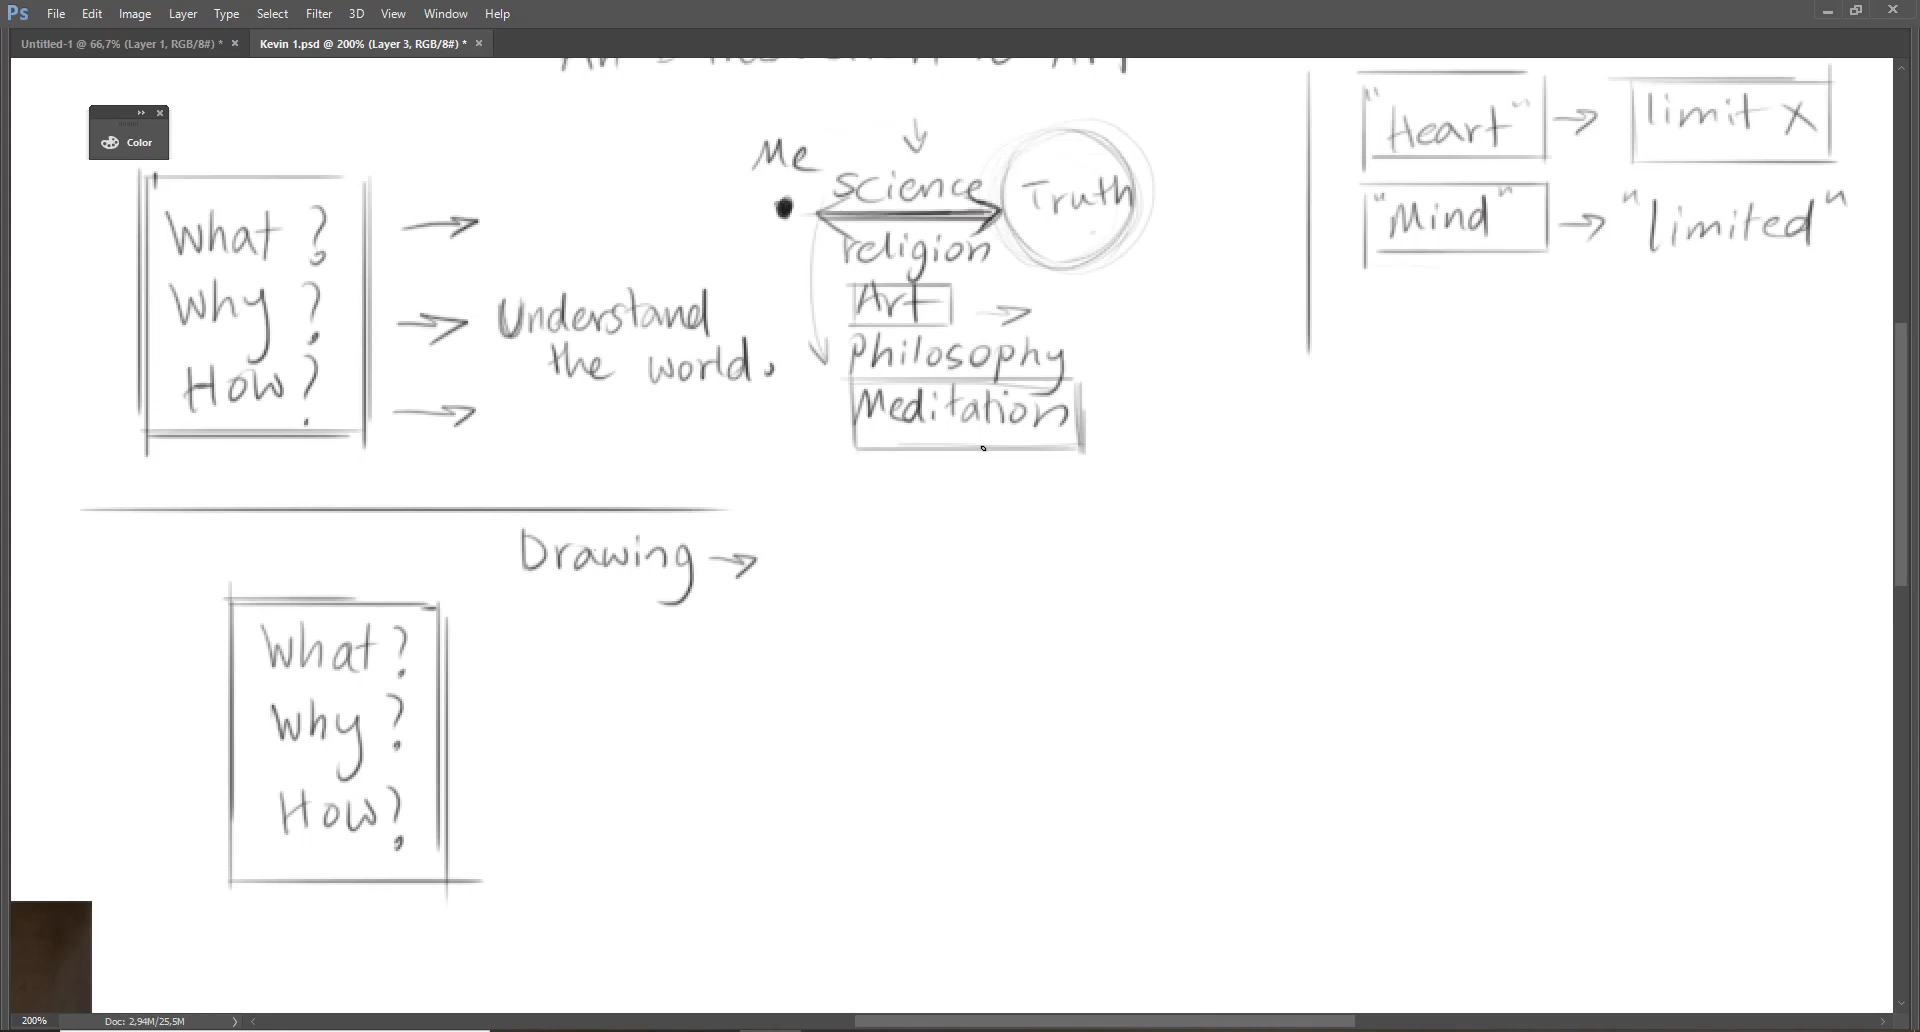 Ps File Edit Image Layer Type Select Filter 3D View Window Help
Untitled-1 @ 66,7% (Layer 1, RGB/8#) * ×
Kevin 1.psd @ 200% (Layer 3, RGB/8#) * ×
Color
What ?
Why ?
How ?
Understand
the world.
Me
Science
Truth
religion
Art
Philosophy
Meditation
"Heart" → limit X
"Mind" → "limited"
Drawing →
What ?
Why ?
How ?
200% Doc: 2,94M/25,5M